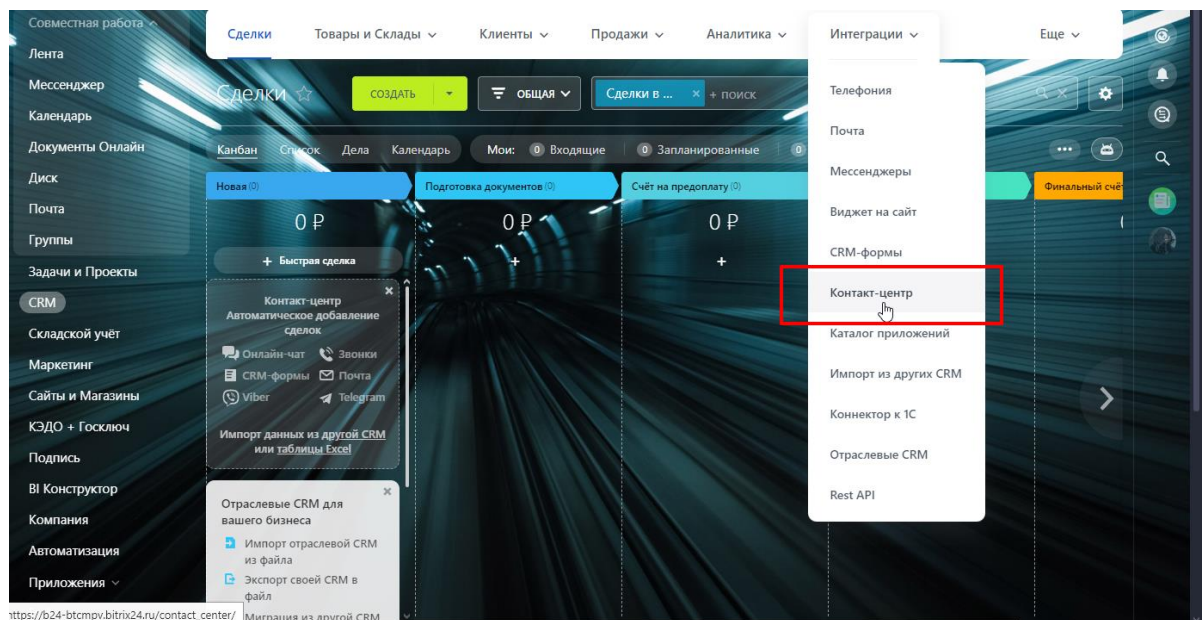 Совместная работа
Лента
Мессенджер
Календарь
Документы Онлайн
Диск
Почта
Группы
Задачи и Проекты
CRM
Складской учёт
Маркетинг
Сайты и Магазины
КЭДО + Госключ
Подпись
BI Конструктор
Компания
Автоматизация
Приложения
https://b24-btcmpv.bitrix24.ru/contact_center/
Сделки Товары и Склады Клиенты Продажи Аналитика Интеграции Еще
Сделки СОЗДАТЬ ОБЩАЯ Сделки в ... × + поиск
Канбан Список Дела Календарь Мои: 0 Входящие 0 Запланированные 0
Новая (0) Подготовка документов (0) Счёт на предоплату (0) Финальный счё
0 ₽ 0 ₽ 0 ₽
+ Быстрая сделка + +
Контакт-центр
Автоматическое добавление
сделок
Онлайн-чат Звонки
CRM-формы Почта
Viber Telegram
Импорт данных из другой CRM
или таблицы Excel
Отраслевые CRM для
вашего бизнеса
Импорт отраслевой CRM
из файла
Экспорт своей CRM в
файл
Миграция из другой CRM
Телефония
Почта
Мессенджеры
Виджет на сайт
CRM-формы
Контакт-центр
Каталог приложений
Импорт из других CRM
Коннектор к 1С
Отраслевые CRM
Rest API